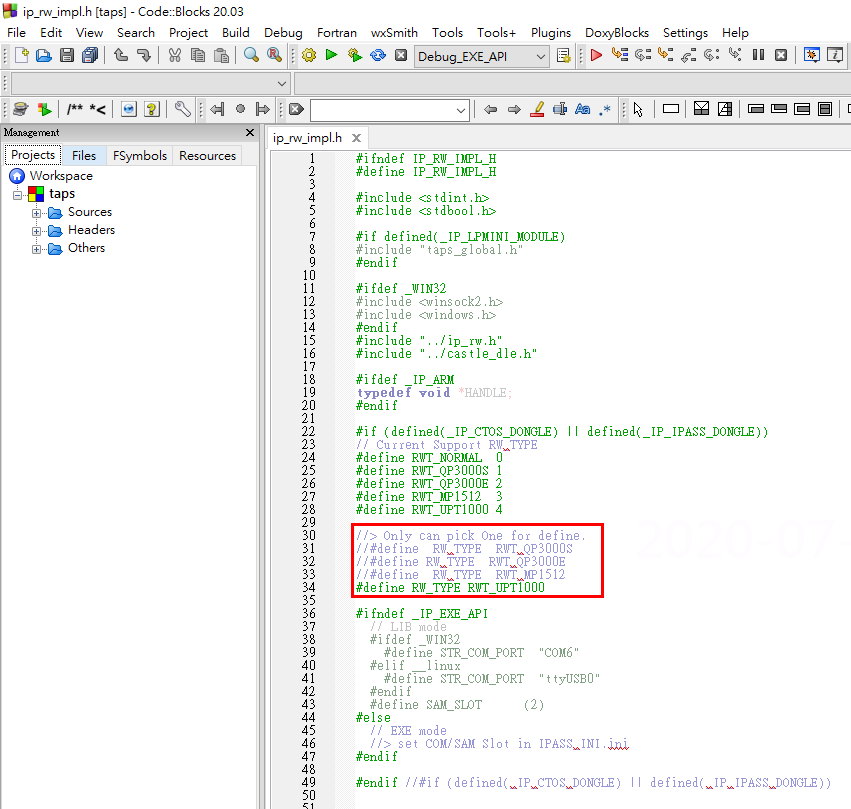 ip_rw_impl.h [taps] - Code::Blocks 20.03
File Edit View Search Project Build Debug Fortran wxSmith Tools Tools+ Plugins DoxyBlocks Settings Help
Debug_EXE_API
/** *<
Aa .*
Management
Projects Files FSymbols Resources
Workspace
taps
Sources
Headers
Others
ip_rw_impl.h
1 #ifndef IP_RW_IMPL_H
2 #define IP_RW_IMPL_H
3
4 #include <stdint.h>
5 #include <stdbool.h>
6
7 #if defined(_IP_LPMINI_MODULE)
8 #include "taps_global.h"
9 #endif
10
11 #ifdef _WIN32
12 #include <winsock2.h>
13 #include <windows.h>
14 #endif
15 #include "../ip_rw.h"
16 #include "../castle_dle.h"
17
18 #ifdef _IP_ARM
19 typedef void *HANDLE;
20 #endif
21
22 #if (defined(_IP_CTOS_DONGLE) || defined(_IP_IPASS_DONGLE))
23 // Current Support RW_TYPE
24 #define RWT_NORMAL 0
25 #define RWT_QP3000S 1
26 #define RWT_QP3000E 2
27 #define RWT_MP1512 3
28 #define RWT_UPT1000 4
29
30 //> Only can pick One for define.
31 //#define RW_TYPE RWT_QP3000S
32 //#define RW_TYPE RWT_QP3000E
33 //#define RW_TYPE RWT_MP1512
34 #define RW_TYPE RWT_UPT1000
35
36 #ifndef _IP_EXE_API
37 // LIB mode
38 #ifdef _WIN32
39 #define STR_COM_PORT "COM6"
40 #elif __linux
41 #define STR_COM_PORT "ttyUSB0"
42 #endif
43 #define SAM_SLOT (2)
44 #else
45 // EXE mode
46 //> set COM/SAM Slot in IPASS_INI.ini
47 #endif
48
49 #endif //#if (defined(_IP_CTOS_DONGLE) || defined(_IP_IPASS_DONGLE))
50
51
2020-07-